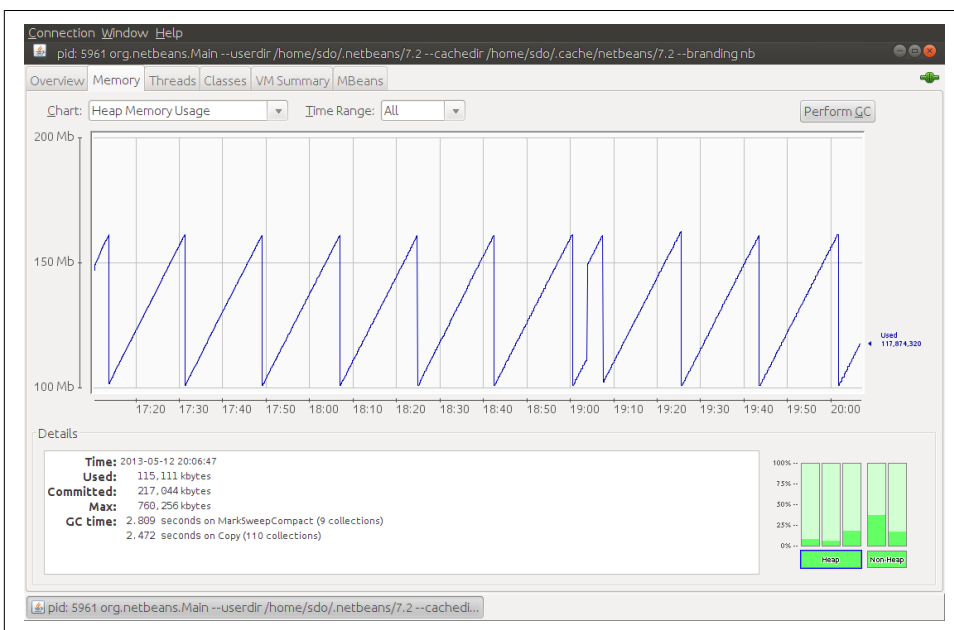 Connection Window Help
pid: 5961 org.netbeans.Main --userdir /home/sdo/.netbeans/7.2 --cachedir /home/sdo/.cache/netbeans/7.2 --branding nb
Overview Memory Threads Classes VM Summary MBeans
Chart: Heap Memory Usage Time Range: All Perform GC
200 Mb
150 Mb
100 Mb
Used
117,874,320
17:20 17:30 17:40 17:50 18:00 18:10 18:20 18:30 18:40 18:50 19:00 19:10 19:20 19:30 19:40 19:50 20:00
Details
Time: 2013-05-12 20:06:47
Used: 115,111 kbytes
Committed: 217,044 kbytes
Max: 760,256 kbytes
GC time: 2.809 seconds on MarkSweepCompact (9 collections)
2.472 seconds on Copy (110 collections)
100% --
75% --
50% --
25% --
0% --
Heap Non-Heap
pid: 5961 org.netbeans.Main --userdir /home/sdo/.netbeans/7.2 --cachedi...